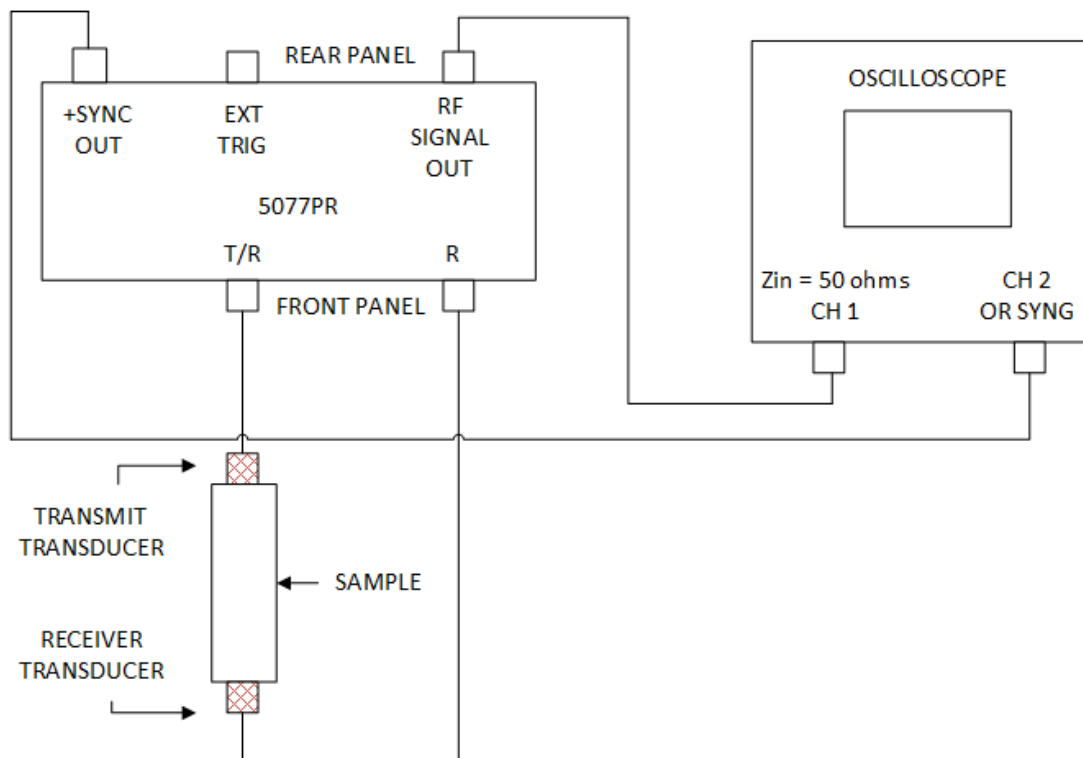 REAR PANEL
+SYNC
OUT
EXT
TRIG
RF
SIGNAL
OUT
5077PR
T/R
R
FRONT PANEL
OSCILLOSCOPE
Zin = 50 ohms
CH 1
CH 2
OR SYNG
TRANSMIT
TRANSDUCER
SAMPLE
RECEIVER
TRANSDUCER